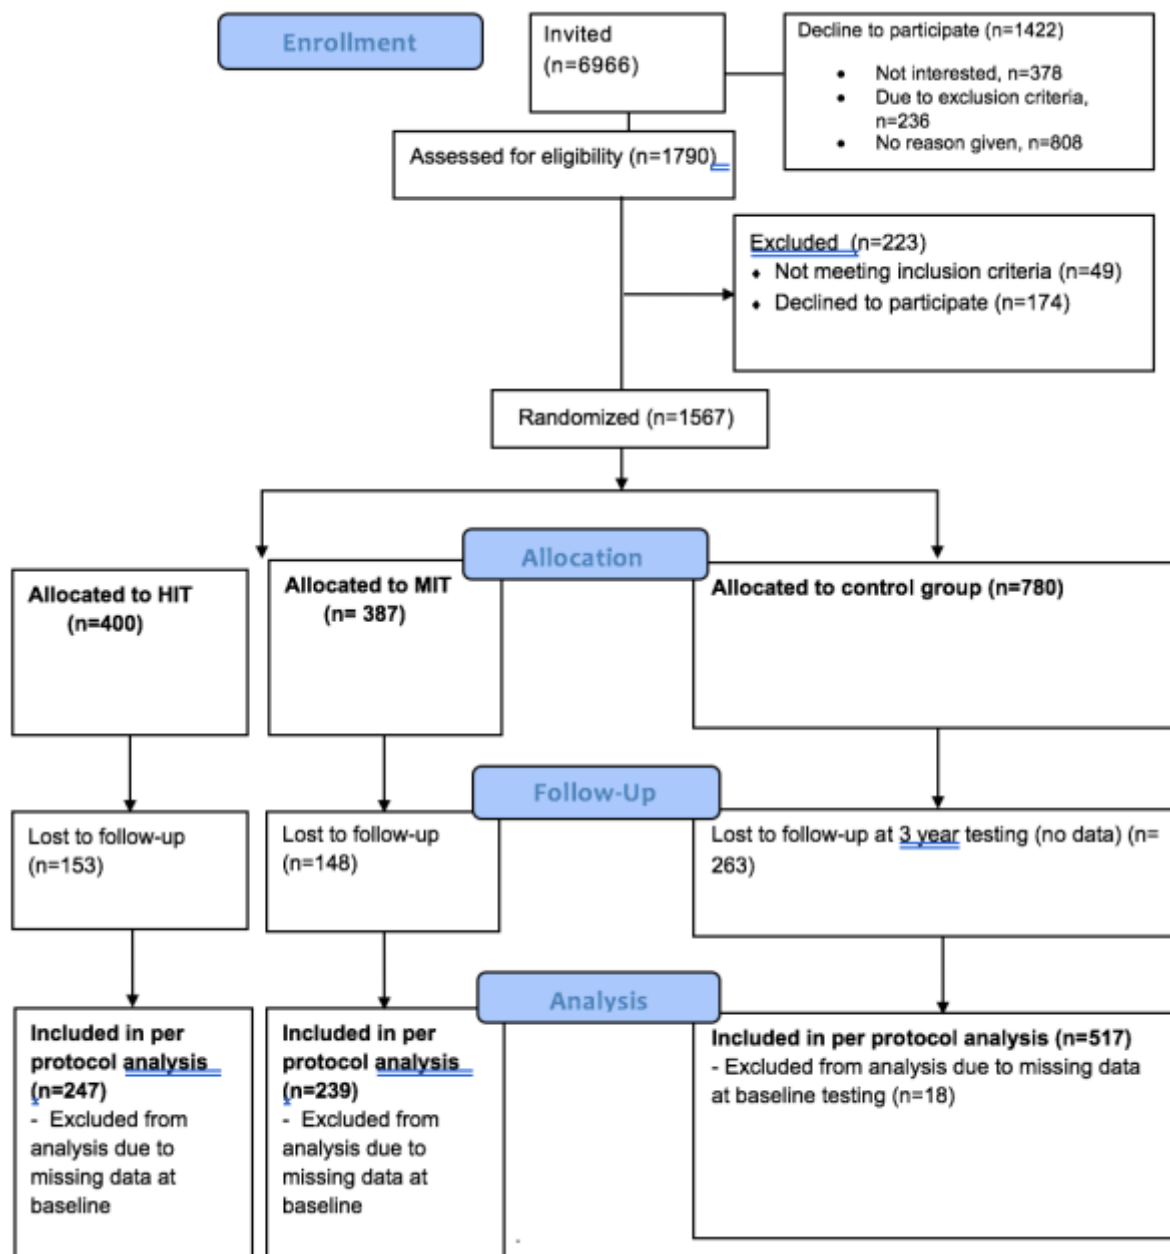 Enrollment
Invited
(n=6966)
Decline to participate (n=1422)
• Not interested, n=378
• Due to exclusion criteria,
n=236
• No reason given, n=808
Assessed for eligibility (n=1790)
Excluded (n=223)
♦ Not meeting inclusion criteria (n=49)
♦ Declined to participate (n=174)
Randomized (n=1567)
Allocation
Allocated to HIT
(n=400)
Allocated to MIT
(n= 387)
Allocated to control group (n=780)
Follow-Up
Lost to follow-up
(n=153)
Lost to follow-up
(n=148)
Lost to follow-up at 3 year testing (no data) (n=
263)
Analysis
Included in per
protocol analysis
(n=247)
- Excluded from
analysis due to
missing data at
baseline
Included in per
protocol analysis
(n=239)
- Excluded from
analysis due to
missing data at
baseline
Included in per protocol analysis (n=517)
- Excluded from analysis due to missing data
at baseline testing (n=18)